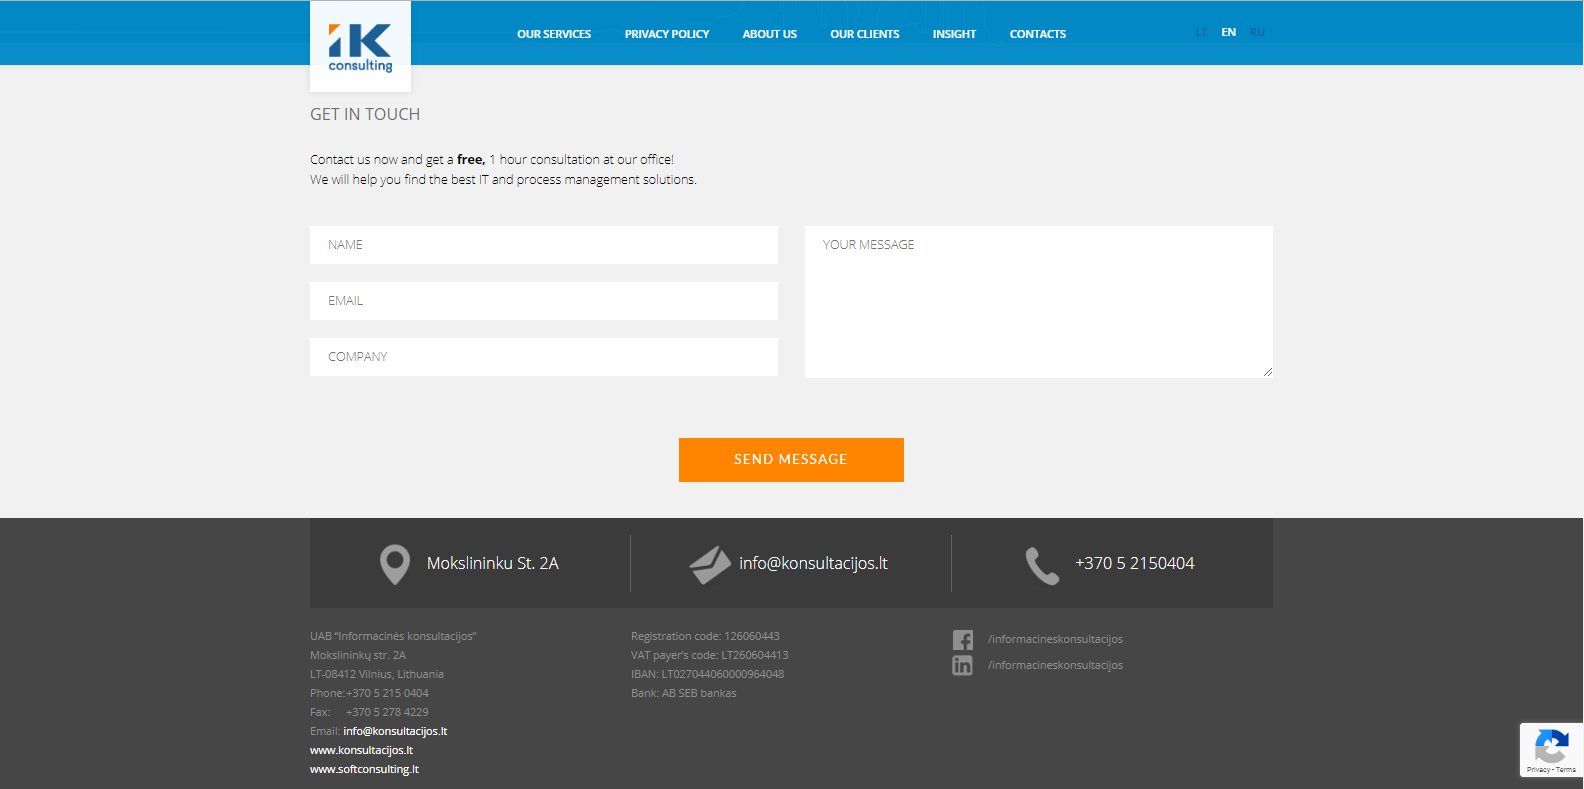 iK
consulting
OUR SERVICES
PRIVACY POLICY
ABOUT US
OUR CLIENTS
INSIGHT
CONTACTS
LT
EN
RU
GET IN TOUCH
Contact us now and get a free, 1 hour consultation at our office!
We will help you find the best IT and process management solutions.
NAME
EMAIL
COMPANY
YOUR MESSAGE
SEND MESSAGE
Mokslininku St. 2A
info@konsultacijos.lt
+370 5 2150404
UAB “Informacinės konsultacijos”
Mokslininkų str. 2A
LT-08412 Vilnius, Lithuania
Phone:+370 5 215 0404
Fax: +370 5 278 4229
Email: info@konsultacijos.lt
www.konsultacijos.lt
www.softconsulting.lt
Registration code: 126060443
VAT payer's code: LT260604413
IBAN: LT027044060000964048
Bank: AB SEB bankas
/informacineskonsultacijos
/informacineskonsultacijos
Privacy - Terms